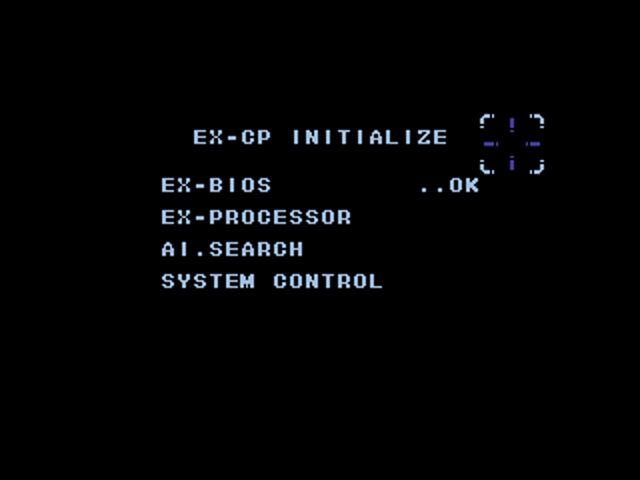 EX-CP INITIALIZE
EX-BIOS ..OK
EX-PROCESSOR
AI.SEARCH
SYSTEM CONTROL